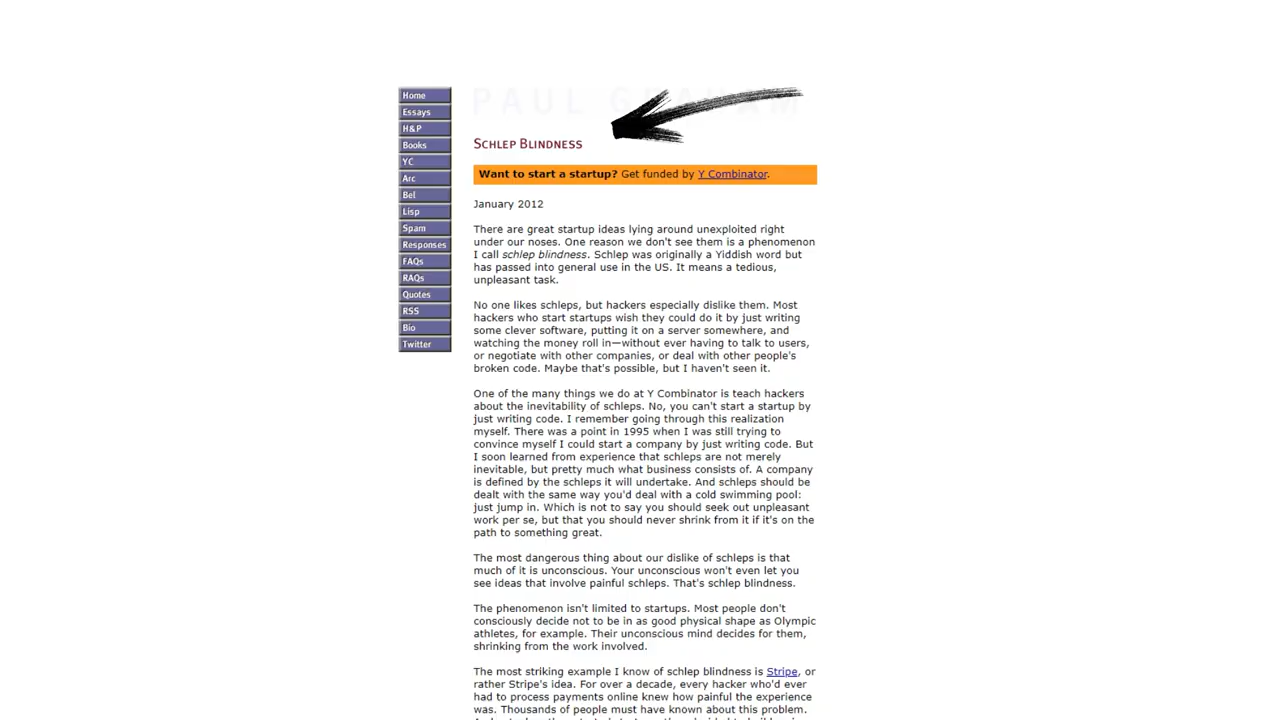 Home
Essays
H&P
Books
YC
Arc
Bel
Lisp
Spam
Responses
FAQs
RAQs
Quotes
RSS
Bio
Twitter
PAUL GRAHAM
SCHLEP BLINDNESS
Want to start a startup? Get funded by Y Combinator.
January 2012
There are great startup ideas lying around unexploited right
under our noses. One reason we don't see them is a phenomenon
I call schlep blindness. Schlep was originally a Yiddish word but
has passed into general use in the US. It means a tedious,
unpleasant task.
No one likes schleps, but hackers especially dislike them. Most
hackers who start startups wish they could do it by just writing
some clever software, putting it on a server somewhere, and
watching the money roll in—without ever having to talk to users,
or negotiate with other companies, or deal with other people's
broken code. Maybe that's possible, but I haven't seen it.
One of the many things we do at Y Combinator is teach hackers
about the inevitability of schleps. No, you can't start a startup by
just writing code. I remember going through this realization
myself. There was a point in 1995 when I was still trying to
convince myself I could start a company by just writing code. But
I soon learned from experience that schleps are not merely
inevitable, but pretty much what business consists of. A company
is defined by the schleps it will undertake. And schleps should be
dealt with the same way you'd deal with a cold swimming pool:
just jump in. Which is not to say you should seek out unpleasant
work per se, but that you should never shrink from it if it's on the
path to something great.
The most dangerous thing about our dislike of schleps is that
much of it is unconscious. Your unconscious won't even let you
see ideas that involve painful schleps. That's schlep blindness.
The phenomenon isn't limited to startups. Most people don't
consciously decide not to be in as good physical shape as Olympic
athletes, for example. Their unconscious mind decides for them,
shrinking from the work involved.
The most striking example I know of schlep blindness is Stripe, or
rather Stripe's idea. For over a decade, every hacker who'd ever
had to process payments online knew how painful the experience
was. Thousands of people must have known about this problem.